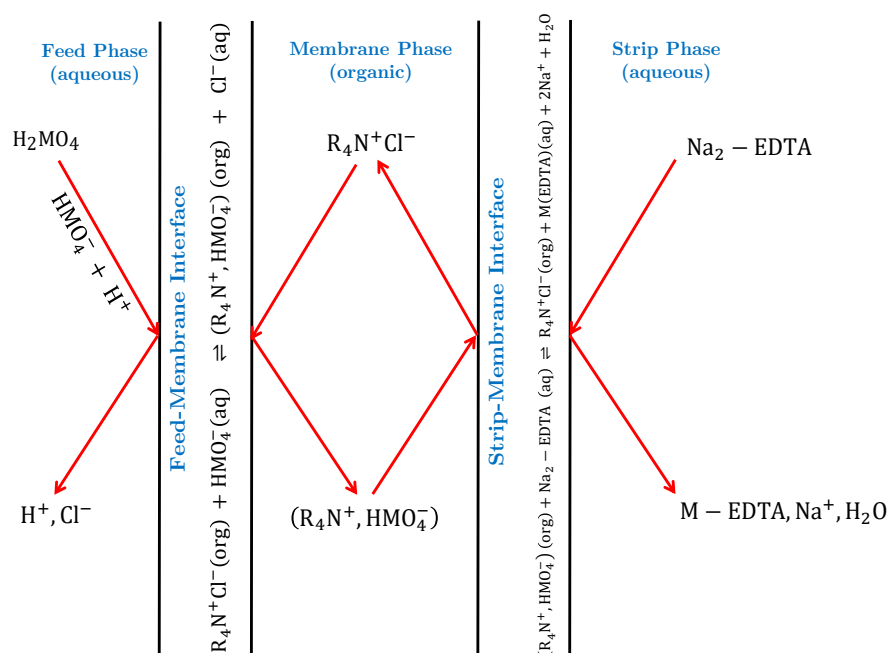 Feed Phase
(aqueous)
H₂MO₄
HMO₄⁻ + H⁺
H⁺, Cl⁻
Feed-Membrane Interface
R₄N⁺Cl⁻(org) + HMO₄⁻(aq) ⇌ (R₄ N⁺, HMO₄⁻) (org) + Cl⁻(aq)
Membrane Phase
(organic)
R₄N⁺Cl⁻
(R₄N⁺, HMO₄⁻)
Strip-Membrane Interface
(R₄N⁺, HMO₄⁻) (org) + Na₂ − EDTA (aq) ⇌ R₄N⁺Cl⁻(org) + M(EDTA)(aq) + 2Na⁺ + H₂O
Strip Phase
(aqueous)
Na₂ − EDTA
M − EDTA, Na⁺, H₂O